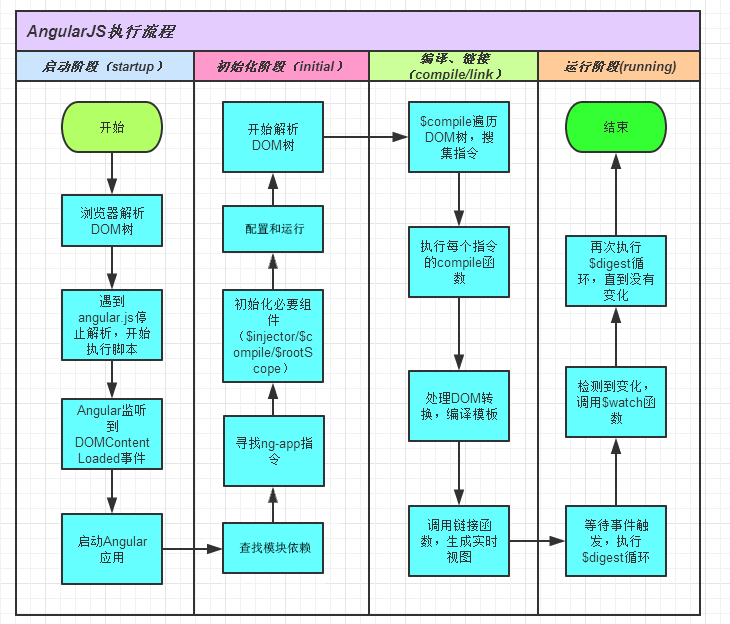 AngularJS执行流程
启动阶段（startup）
初始化阶段（initial）
编译、链接
（compile/link）
运行阶段(running)
开始
浏览器解析
DOM树
遇到
angular.js停
止解析，开始
执行脚本
Angular监听
到
DOMContent
Loaded事件
启动Angular
应用
开始解析
DOM树
配置和运行
初始化必要组
件
（$injector/$c
ompile/$rootS
cope）
寻找ng-app指
令
查找模块依赖
$compile遍历
DOM树，搜
集指令
执行每个指令
的compile函
数
处理DOM转
换，编译模板
调用链接函
数，生成实时
视图
结束
再次执行
$digest循
环，直到没有
变化
检测到变化，
调用$watch函
数
等待事件触
发，执行
$digest循环